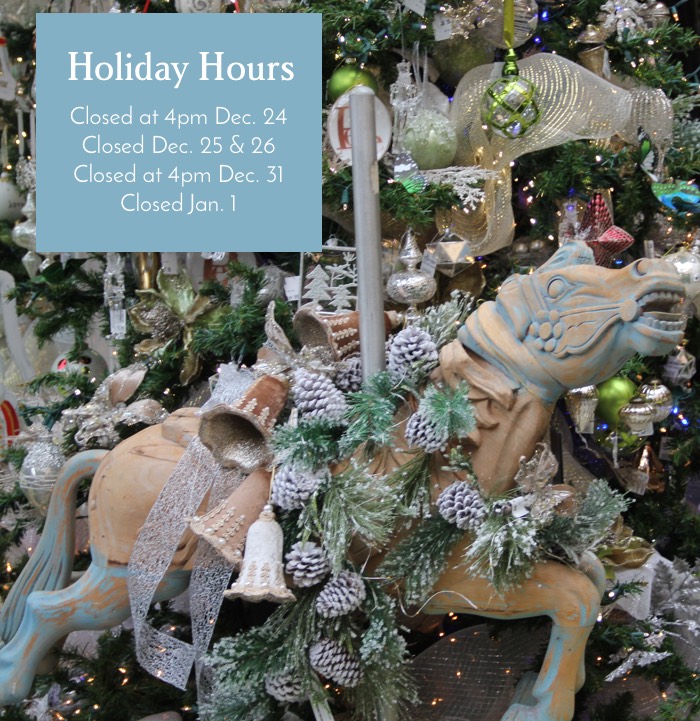 Holiday Hours
Closed at 4pm Dec. 24
Closed Dec. 25 & 26
Closed at 4pm Dec. 31
Closed Jan. 1